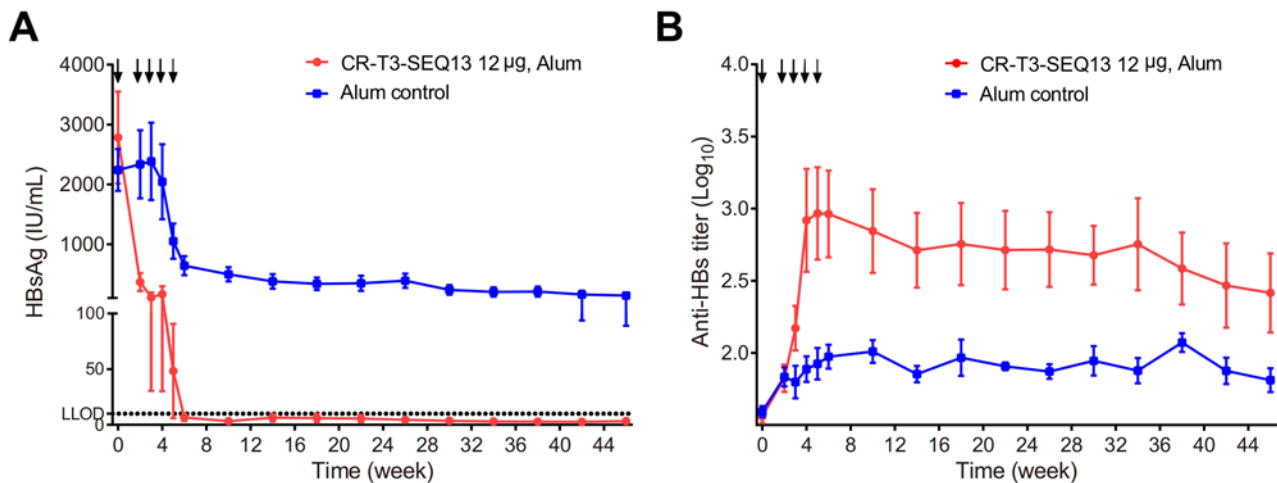 A
HBsAg (IU/mL)
4000
3000
2000
1000
100
50
LLOD
0
CR-T3-SEQ13 12 μg, Alum
Alum control
0 4 8 12 16 20 24 28 32 36 40 44
Time (week)
B
Anti-HBs titer (Log10)
4.0
3.5
3.0
2.5
2.0
CR-T3-SEQ13 12 μg, Alum
Alum control
0 4 8 12 16 20 24 28 32 36 40 44
Time (week)